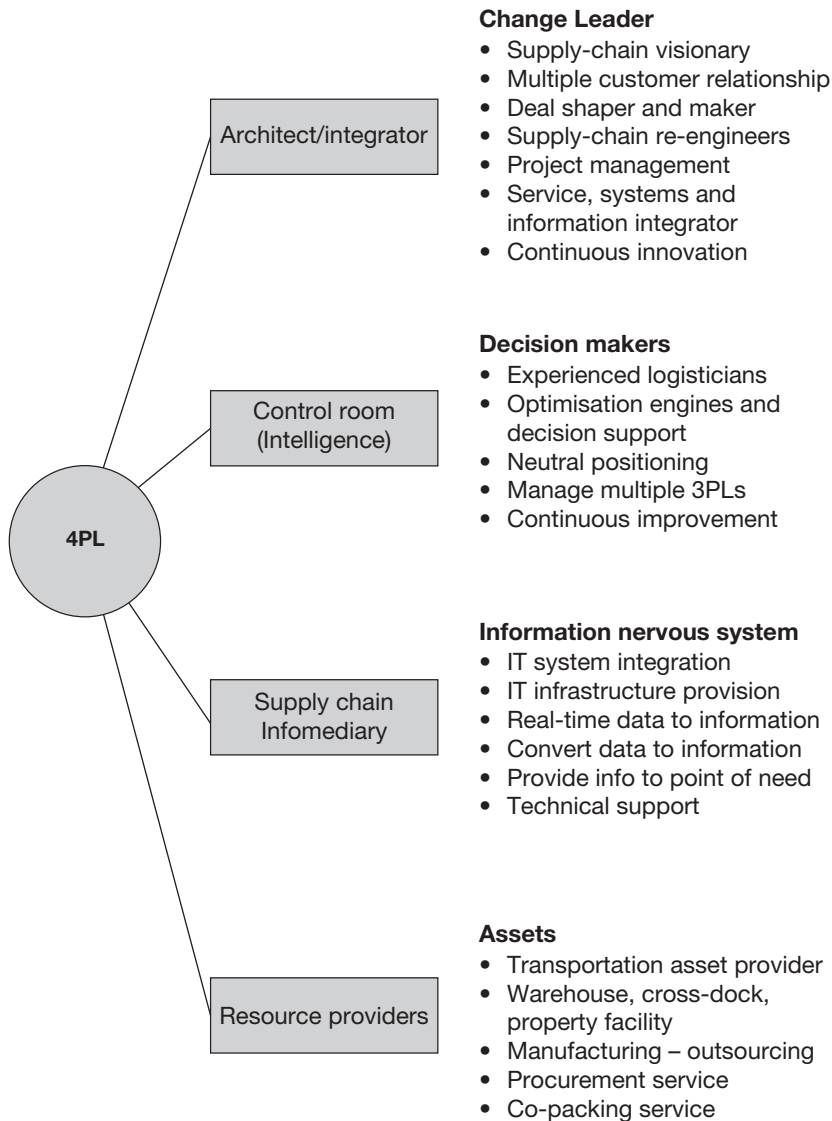 Change Leader
• Supply-chain visionary
• Multiple customer relationship
• Deal shaper and maker
• Supply-chain re-engineers
• Project management
• Service, systems and
information integrator
• Continuous innovation
Architect/integrator
Decision makers
• Experienced logisticians
• Optimisation engines and
decision support
• Neutral positioning
• Manage multiple 3PLs
• Continuous improvement
Control room
(Intelligence)
4PL
Information nervous system
• IT system integration
• IT infrastructure provision
• Real-time data to information
• Convert data to information
• Provide info to point of need
• Technical support
Supply chain
Infomediary
Assets
• Transportation asset provider
• Warehouse, cross-dock,
property facility
• Manufacturing – outsourcing
• Procurement service
• Co-packing service
Resource providers